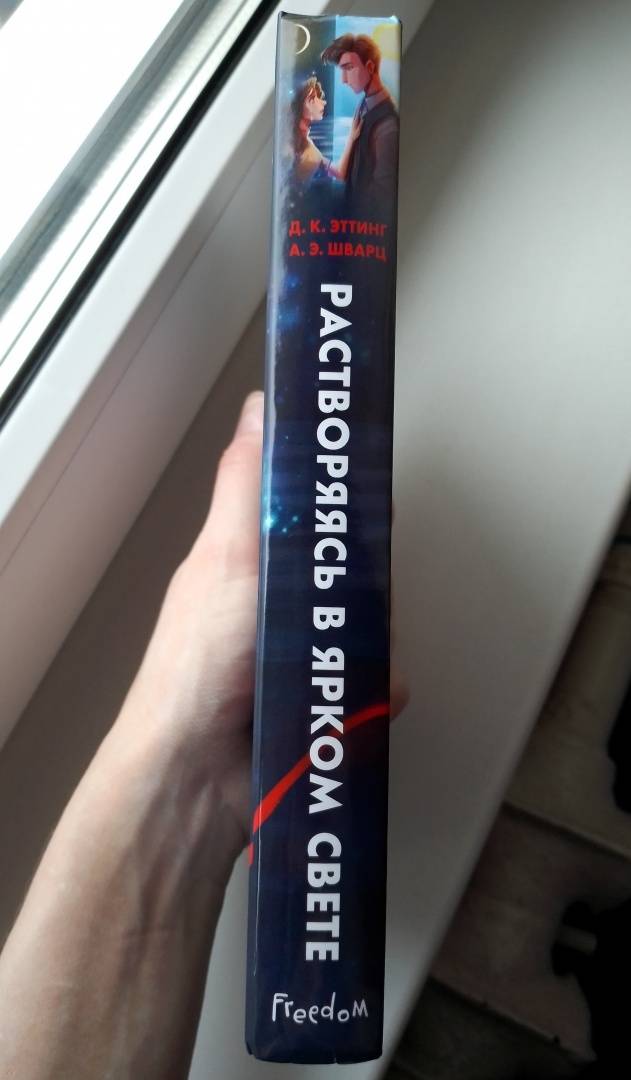 Д. К. ЭТТИНГ
А. Э. ШВАРЦ
РАСТВОРЯЯСЬ В ЯРКОМ СВЕТЕ
Freedom